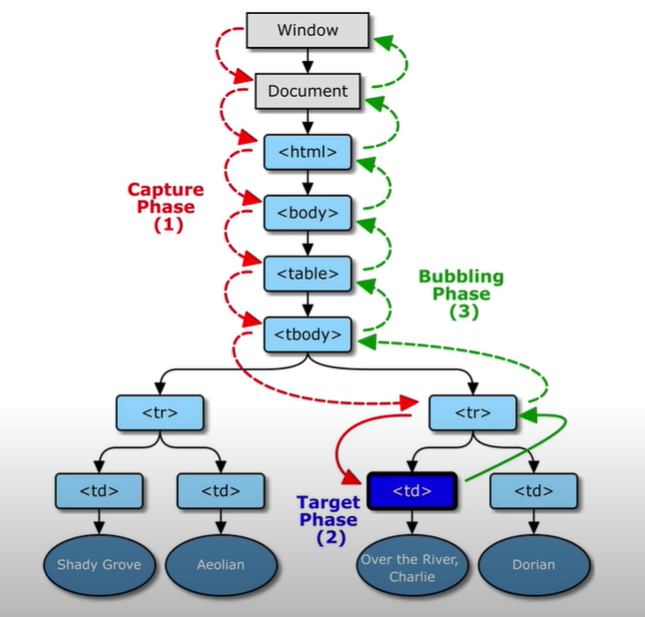 Window
Document
<html>
Capture
Phase
(1)
<body>
<table>
Bubbling
Phase
(3)
<tbody>
<tr>
<tr>
<td>
<td>
<td>
<td>
Target
Phase
(2)
Shady Grove
Aeolian
Over the River,
Charlie
Dorian